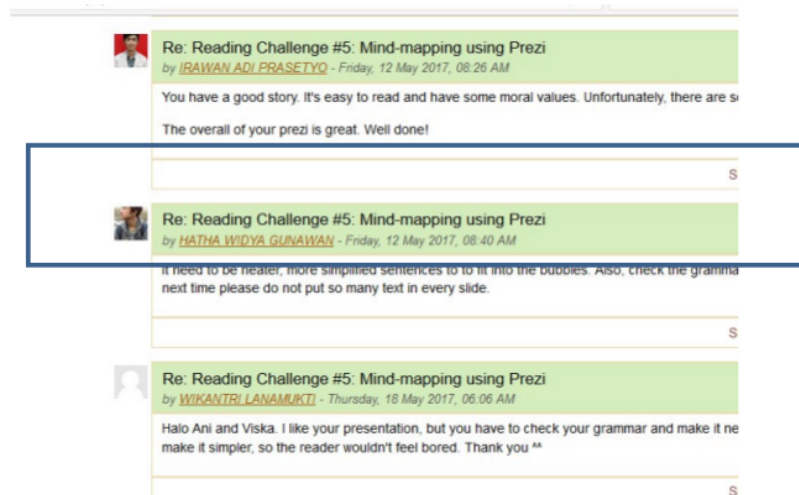 Re: Reading Challenge #5: Mind-mapping using Prezi
by IRAWAN ADI PRASETYO - Friday, 12 May 2017, 08:26 AM
You have a good story. It's easy to read and have some moral values. Unfortunately, there are s
The overall of your prezi is great. Well done!
S
Re: Reading Challenge #5: Mind-mapping using Prezi
by HATHA WIDYA GUNAWAN - Friday, 12 May 2017, 08:40 AM
It need to be neater, more simplified sentences to to fit into the bubbles. Also, check the gramma
next time please do not put so many text in every slide.
S
Re: Reading Challenge #5: Mind-mapping using Prezi
by WIKANTRI LANAMUKTI - Thursday, 18 May 2017, 06:06 AM
Halo Ani and Viska. I like your presentation, but you have to check your grammar and make it ne
make it simpler, so the reader wouldn't feel bored. Thank you ^^
S